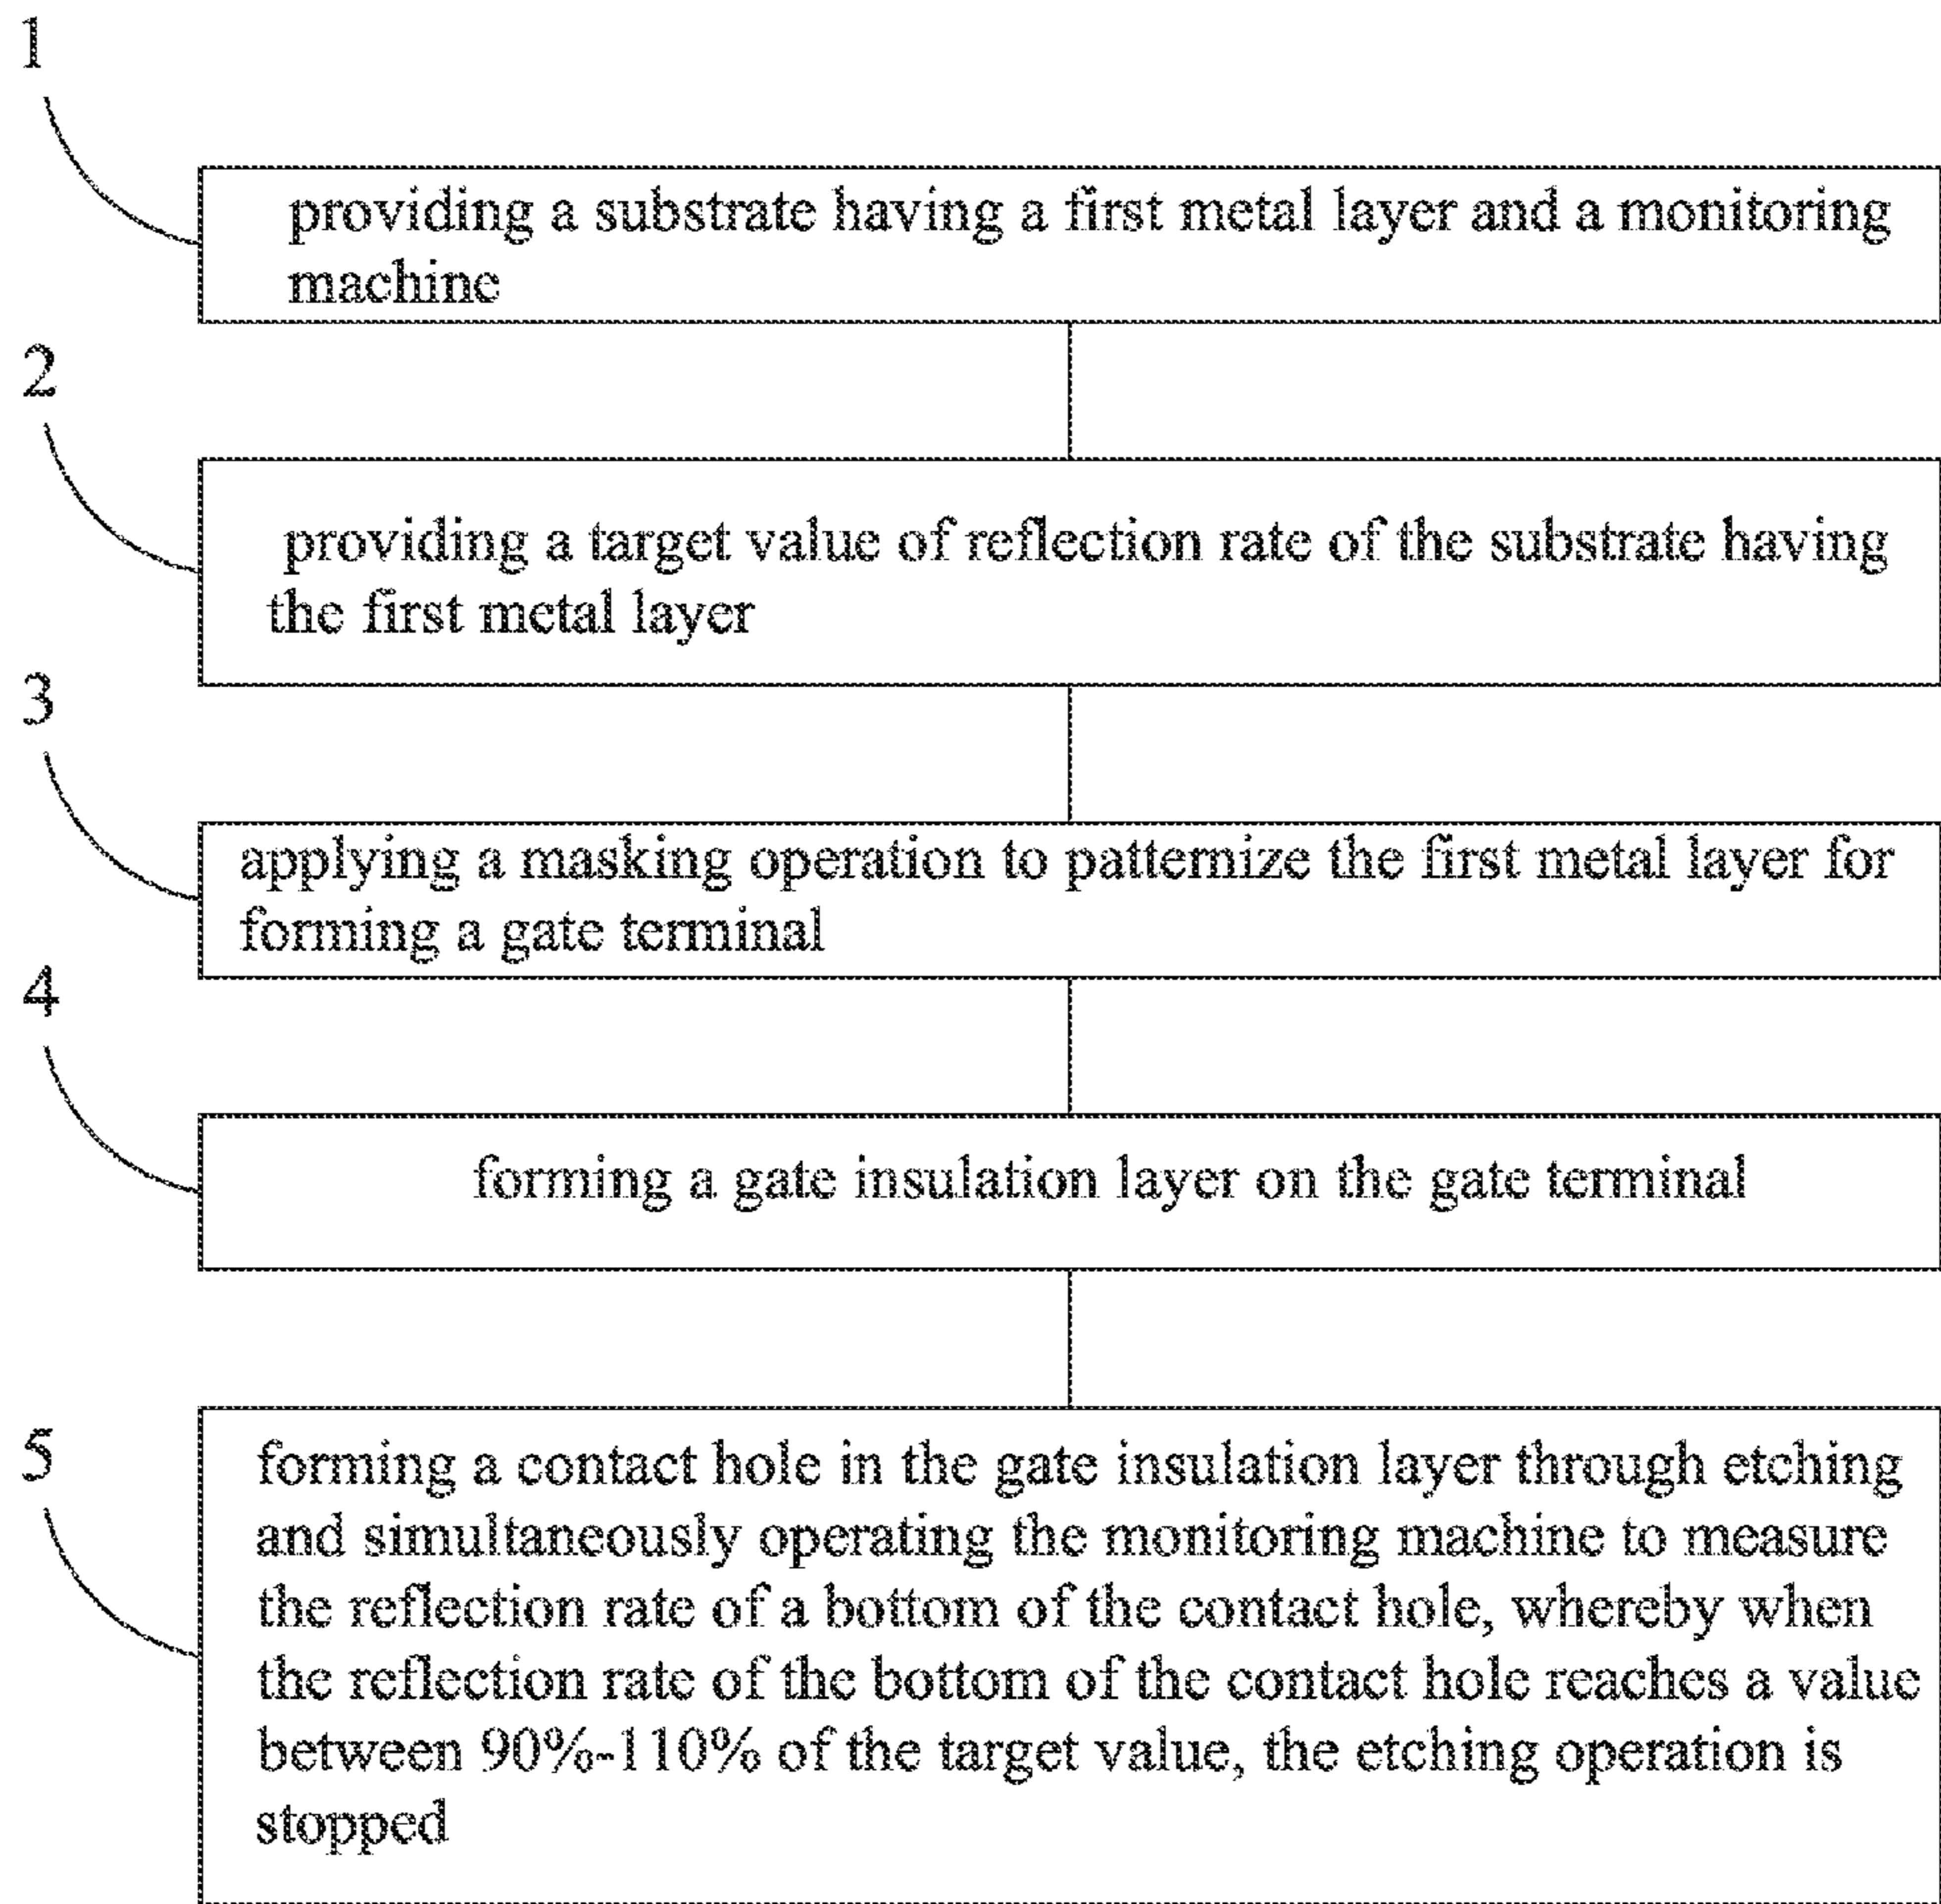 1
providing a substrate having a first metal layer and a monitoring
machine
2
providing a target value of reflection rate of the substrate having
the first metal layer
3
applying a masking operation to patternize the first metal layer for
forming a gate terminal
4
forming a gate insulation layer on the gate terminal
5
forming a contact hole in the gate insulation layer through etching
and simultaneously operating the monitoring machine to measure
the reflection rate of a bottom of the contact hole, whereby when
the reflection rate of the bottom of the contact hole reaches a value
between 90%-110% of the target value, the etching operation is
stopped